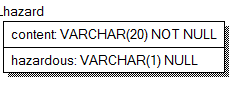 _hazard
content: VARCHAR(20) NOT NULL
hazardous: VARCHAR(1) NULL